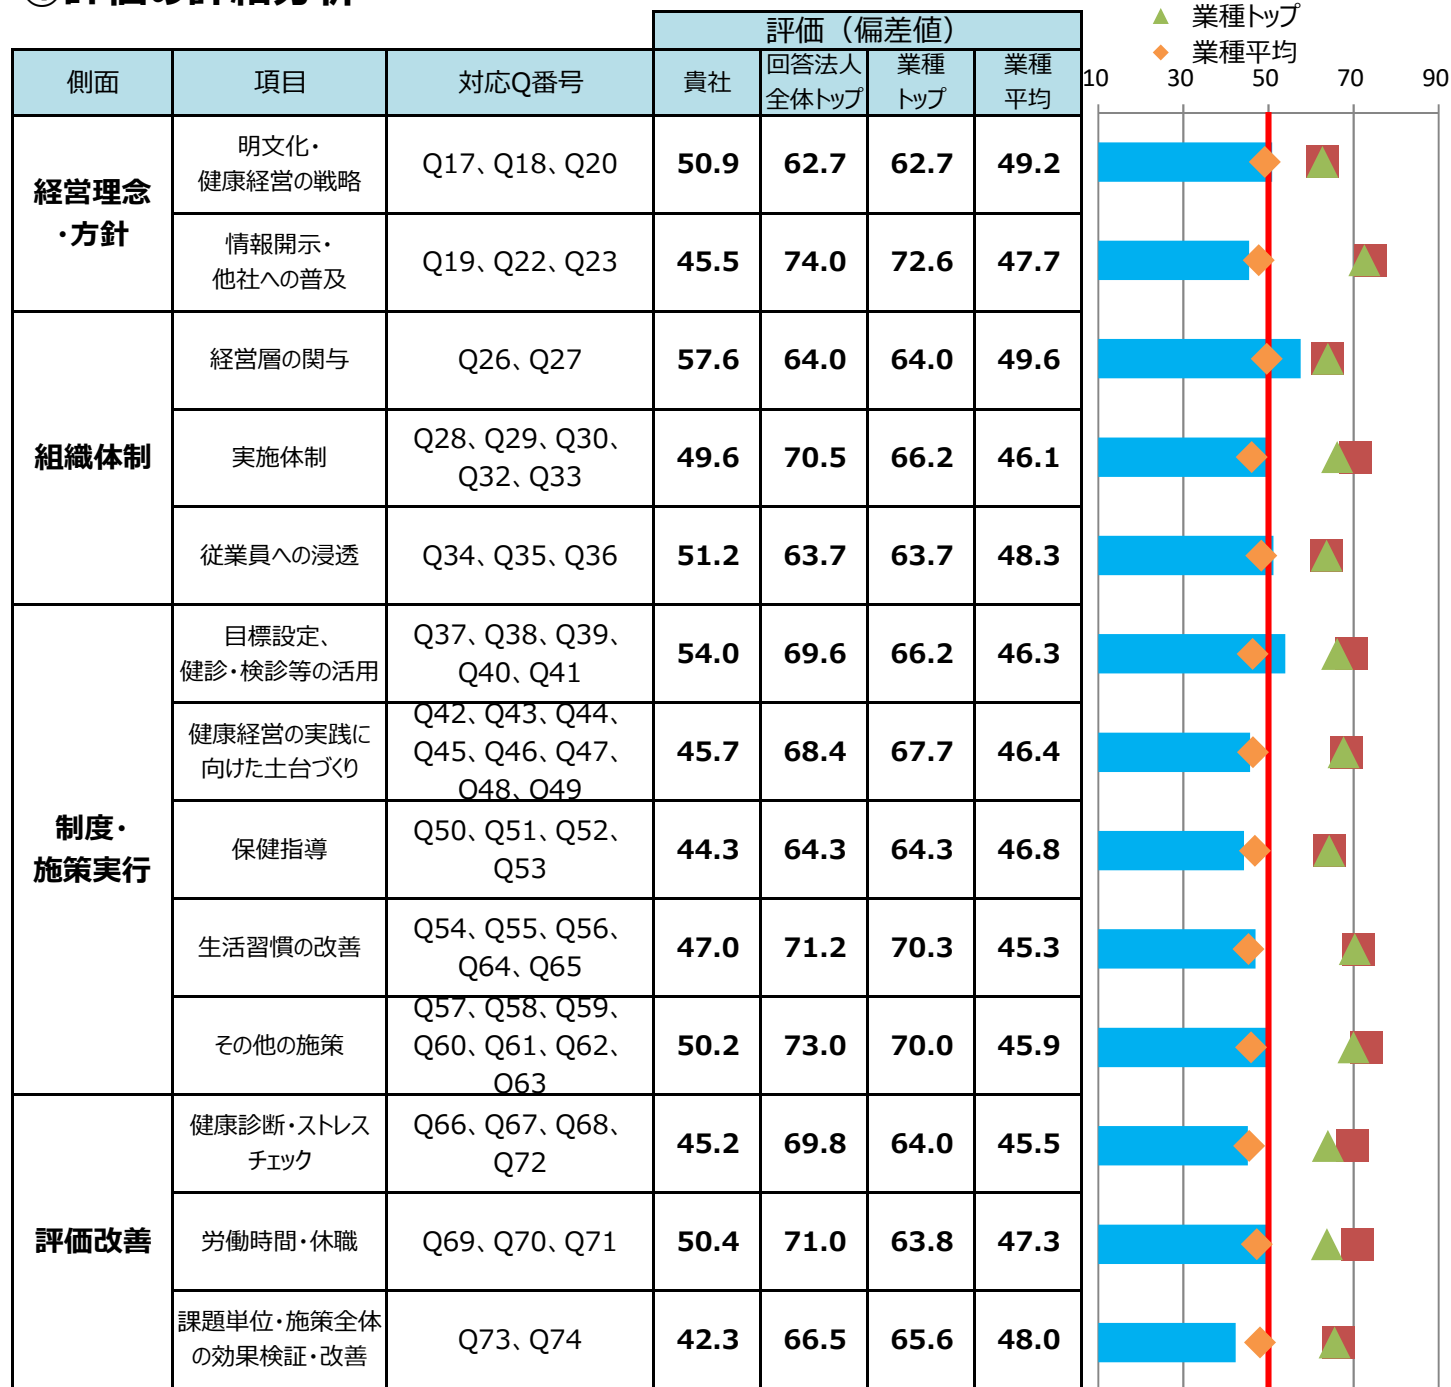 ①評価の詳細分析
評価（偏差値）
▲ 業種トップ
◆ 業種平均
側面 項目 対応Q番号 貴社 回答法人 業種 業種
全体トップ トップ 平均
10 30 50 70 90
経営理念
・方針
明文化・
健康経営の戦略
Q17、Q18、Q20 50.9 62.7 62.7 49.2
情報開示・
他社への普及
Q19、Q22、Q23 45.5 74.0 72.6 47.7
組織体制
経営層の関与 Q26、Q27 57.6 64.0 64.0 49.6
実施体制
Q28、Q29、Q30、
Q32、Q33
49.6 70.5 66.2 46.1
従業員への浸透 Q34、Q35、Q36 51.2 63.7 63.7 48.3
制度・
施策実行
目標設定、
健診・検診等の活用
Q37、Q38、Q39、
Q40、Q41
54.0 69.6 66.2 46.3
健康経営の実践に
向けた土台づくり
Q42、Q43、Q44、
Q45、Q46、Q47、
Q48、Q49
45.7 68.4 67.7 46.4
保健指導
Q50、Q51、Q52、
Q53
44.3 64.3 64.3 46.8
生活習慣の改善
Q54、Q55、Q56、
Q64、Q65
47.0 71.2 70.3 45.3
その他の施策
Q57、Q58、Q59、
Q60、Q61、Q62、
Q63
50.2 73.0 70.0 45.9
評価改善
健康診断・ストレス
チェック
Q66、Q67、Q68、
Q72
45.2 69.8 64.0 45.5
労働時間・休職 Q69、Q70、Q71 50.4 71.0 63.8 47.3
課題単位・施策全体
の効果検証・改善
Q73、Q74 42.3 66.5 65.6 48.0